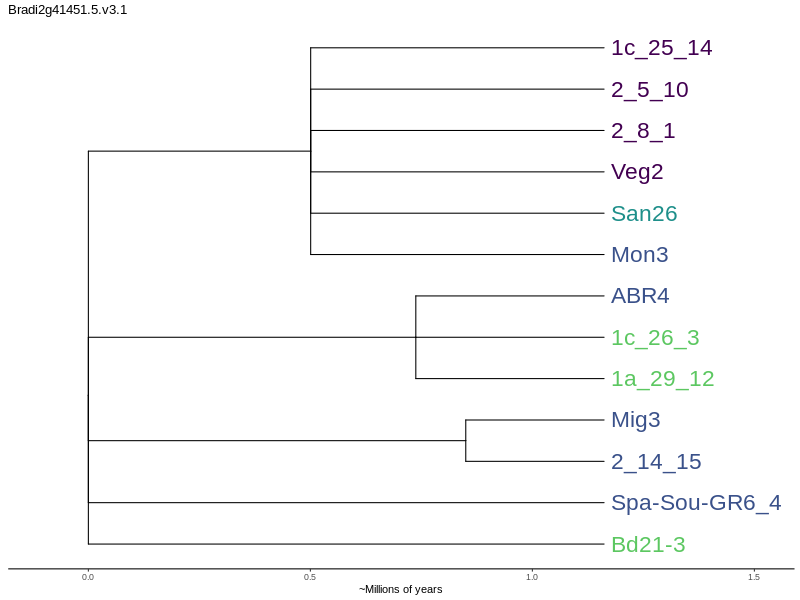 Bradi2g41451.5.v3.1
1c_25_14
2_5_10
2_8_1
Veg2
San26
Mon3
ABR4
1c_26_3
1a_29_12
Mig3
2_14_15
Spa-Sou-GR6_4
Bd21-3
0.0 0.5 1.0 1.5
~Millions of years